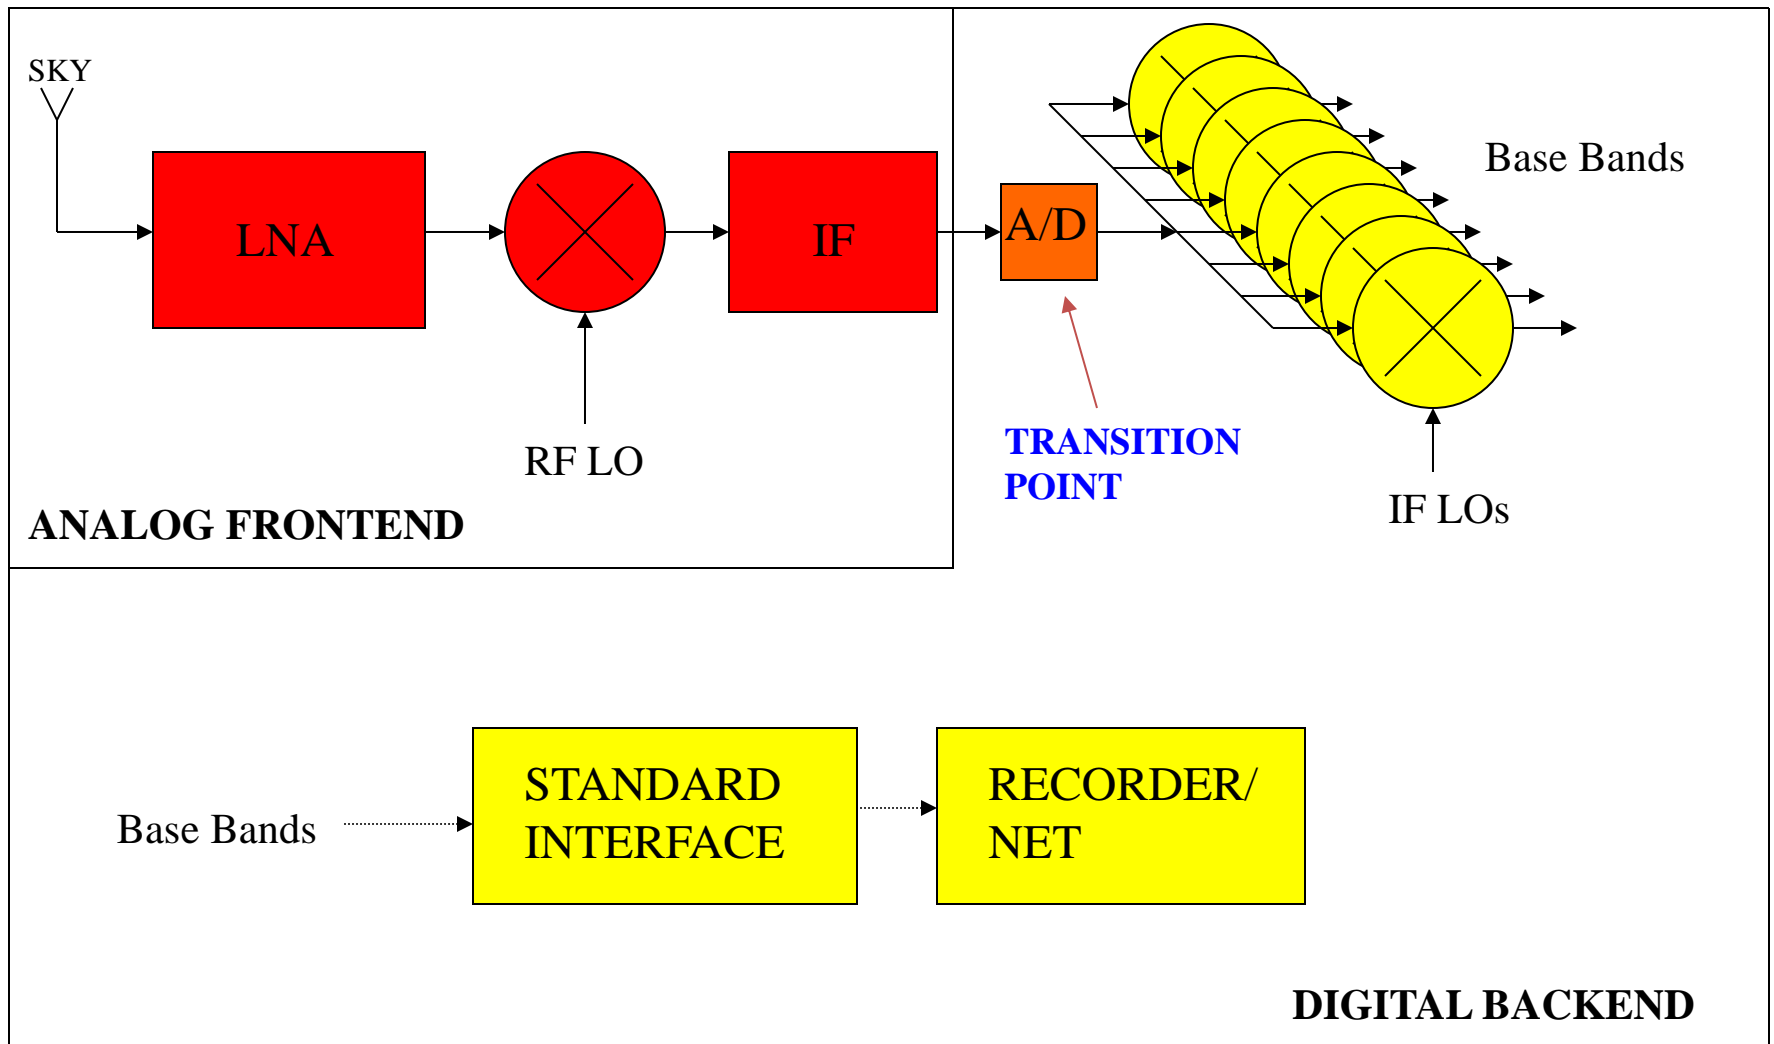 SKY
LNA
IF
A/D
Base Bands
RF LO
TRANSITION
POINT
IF LOs
ANALOG FRONTEND
Base Bands
STANDARD
INTERFACE
RECORDER/
NET
DIGITAL BACKEND